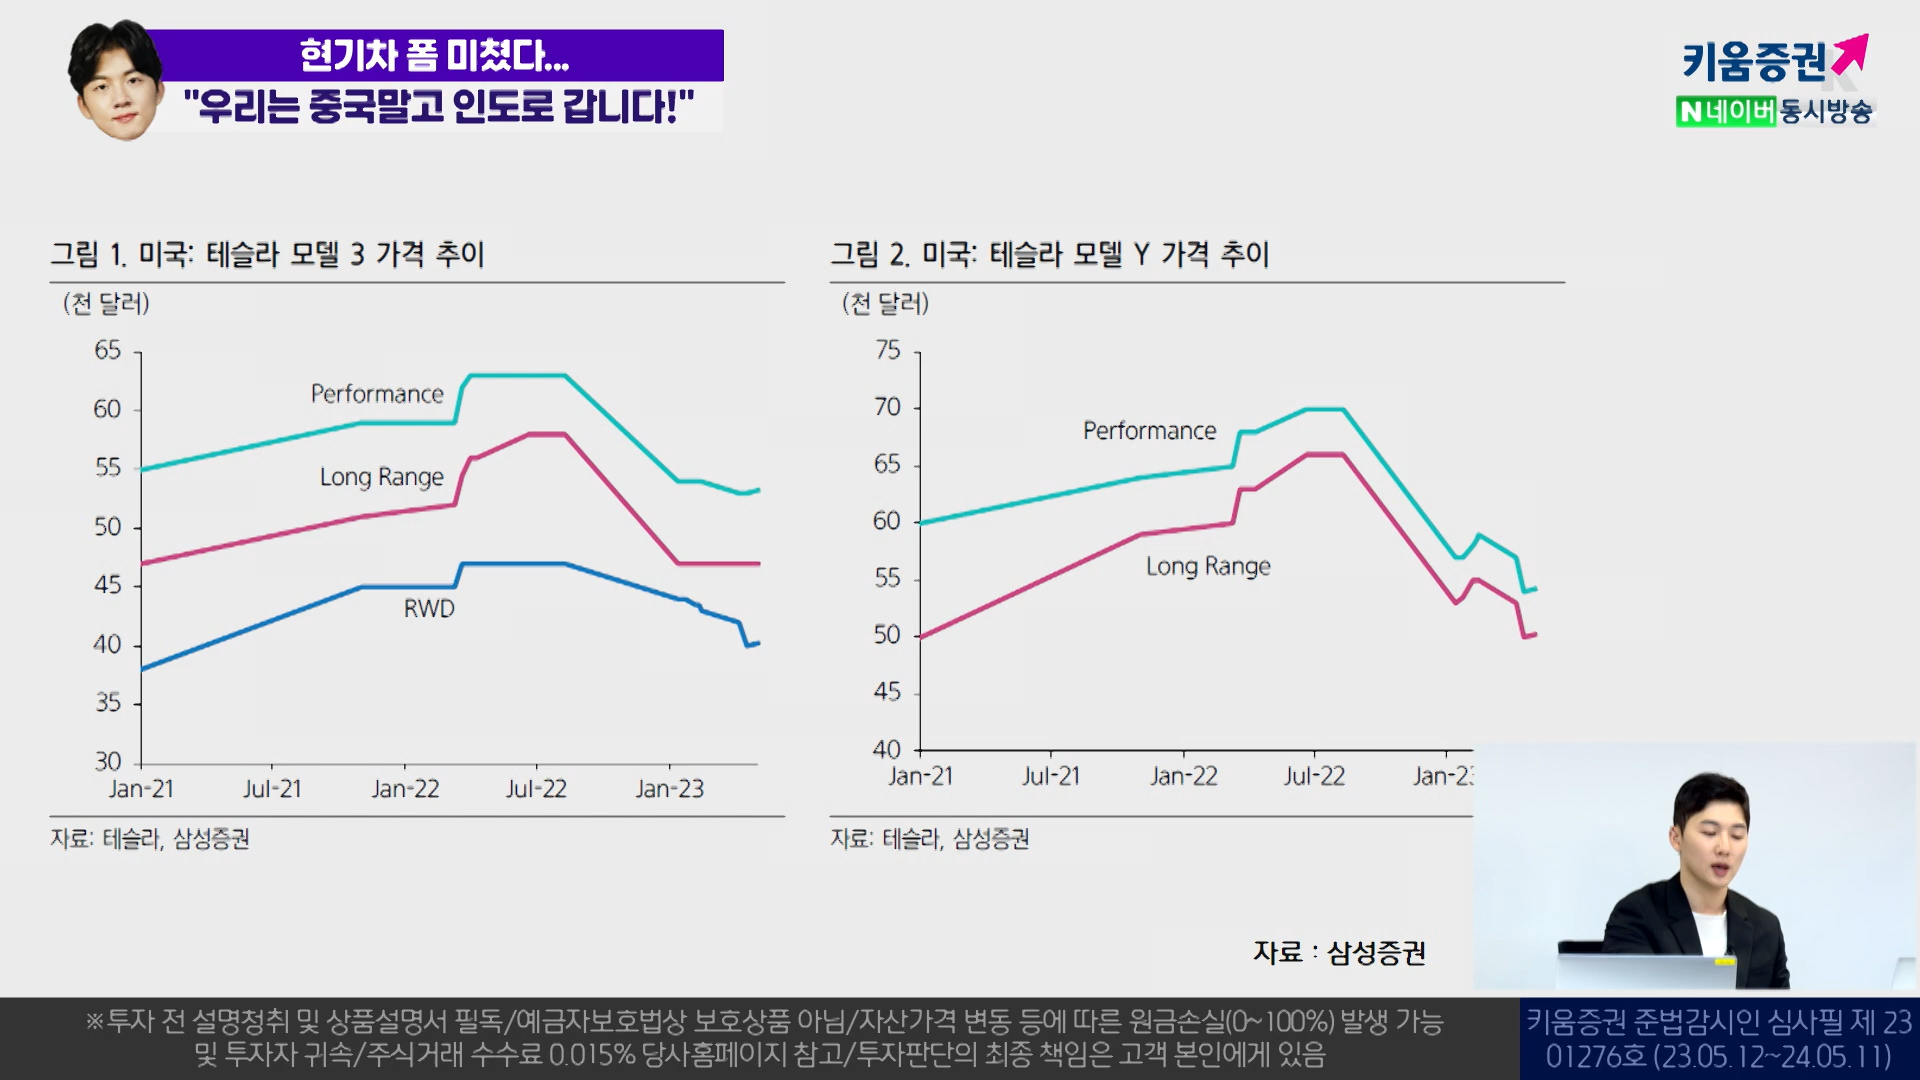 현기차 폼 미쳤다...
"우리는 중국말고 인도로 갑니다!"
키움증권
N 네이버 동시방송
그림 1. 미국: 테슬라 모델 3 가격 추이
(천 달러)
65
60
55
50
45
40
35
30
Performance
Long Range
RWD
Jan-21 Jul-21 Jan-22 Jul-22 Jan-23
자료: 테슬라, 삼성증권
그림 2. 미국: 테슬라 모델 Y 가격 추이
(천 달러)
75
70
65
60
55
50
45
40
Performance
Long Range
Jan-21 Jul-21 Jan-22 Jul-22 Jan-23
자료: 테슬라, 삼성증권
자료 : 삼성증권
※투자 전 설명청취 및 상품설명서 필독/예금자보호법상 보호상품 아님/자산가격 변동 등에 따른 원금손실(0~100%) 발생 가능
및 투자자 귀속/주식거래 수수료 0.015% 당사홈페이지 참고/투자판단의 최종 책임은 고객 본인에게 있음
키움증권 준법감시인 심사필 제 23
01276호 (23.05.12~24.05.11)